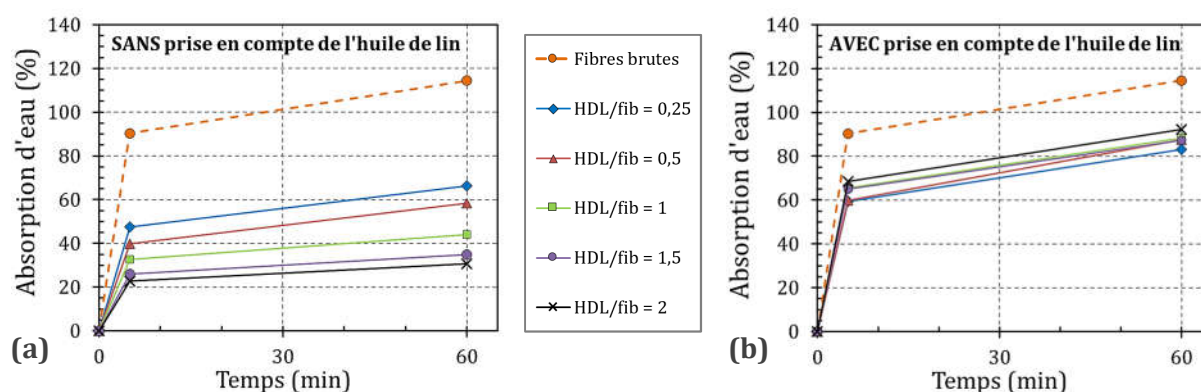 SANS prise en compte de l'huile de lin
Absorption d'eau (%)
140
120
100
80
60
40
20
0
0
30
60
Temps (min)
(a)
Fibres brutes
HDL/fib = 0,25
HDL/fib = 0,5
HDL/fib = 1
HDL/fib = 1,5
HDL/fib = 2
AVEC prise en compte de l'huile de lin
Absorption d'eau (%)
140
120
100
80
60
40
20
0
0
30
60
Temps (min)
(b)